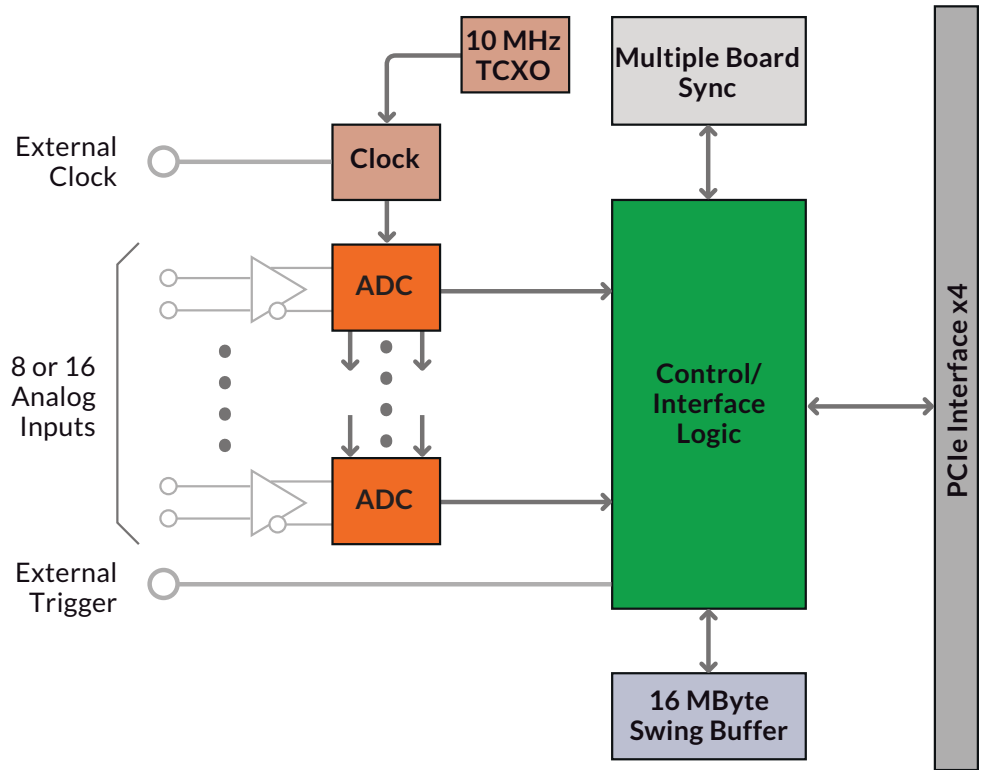 10 MHz
TCXO
Multiple Board
Sync
External
Clock
Clock
ADC
8 or 16
Analog
Inputs
Control/
Interface
Logic
PCIe Interface x4
ADC
External
Trigger
16 MByte
Swing Buffer